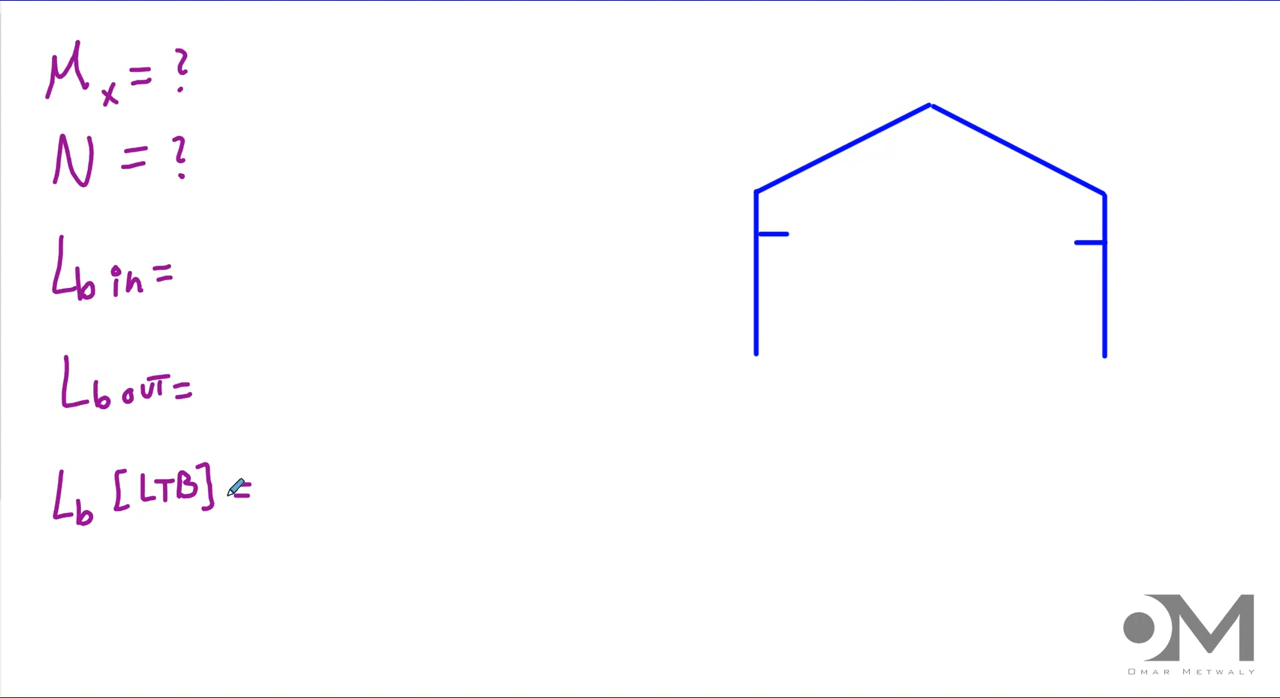 Mx = ?
N = ?
Lb in =
Lb out =
Lb [LTB] =
OM
OMAR METWALY